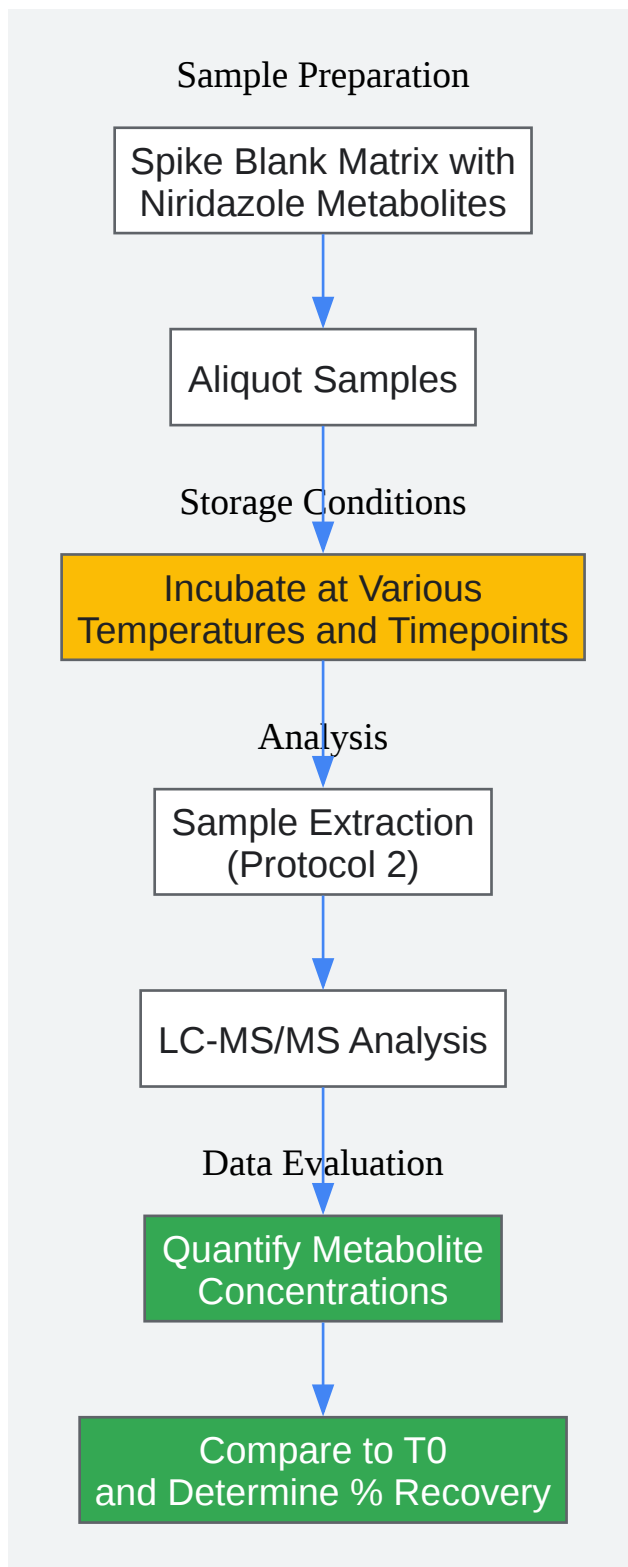 Sample Preparation
Spike Blank Matrix with
Niridazole Metabolites
Aliquot Samples
Storage Conditions
Incubate at Various
Temperatures and Timepoints
Analysis
Sample Extraction
(Protocol 2)
LC-MS/MS Analysis
Data Evaluation
Quantify Metabolite
Concentrations
Compare to T0
and Determine % Recovery